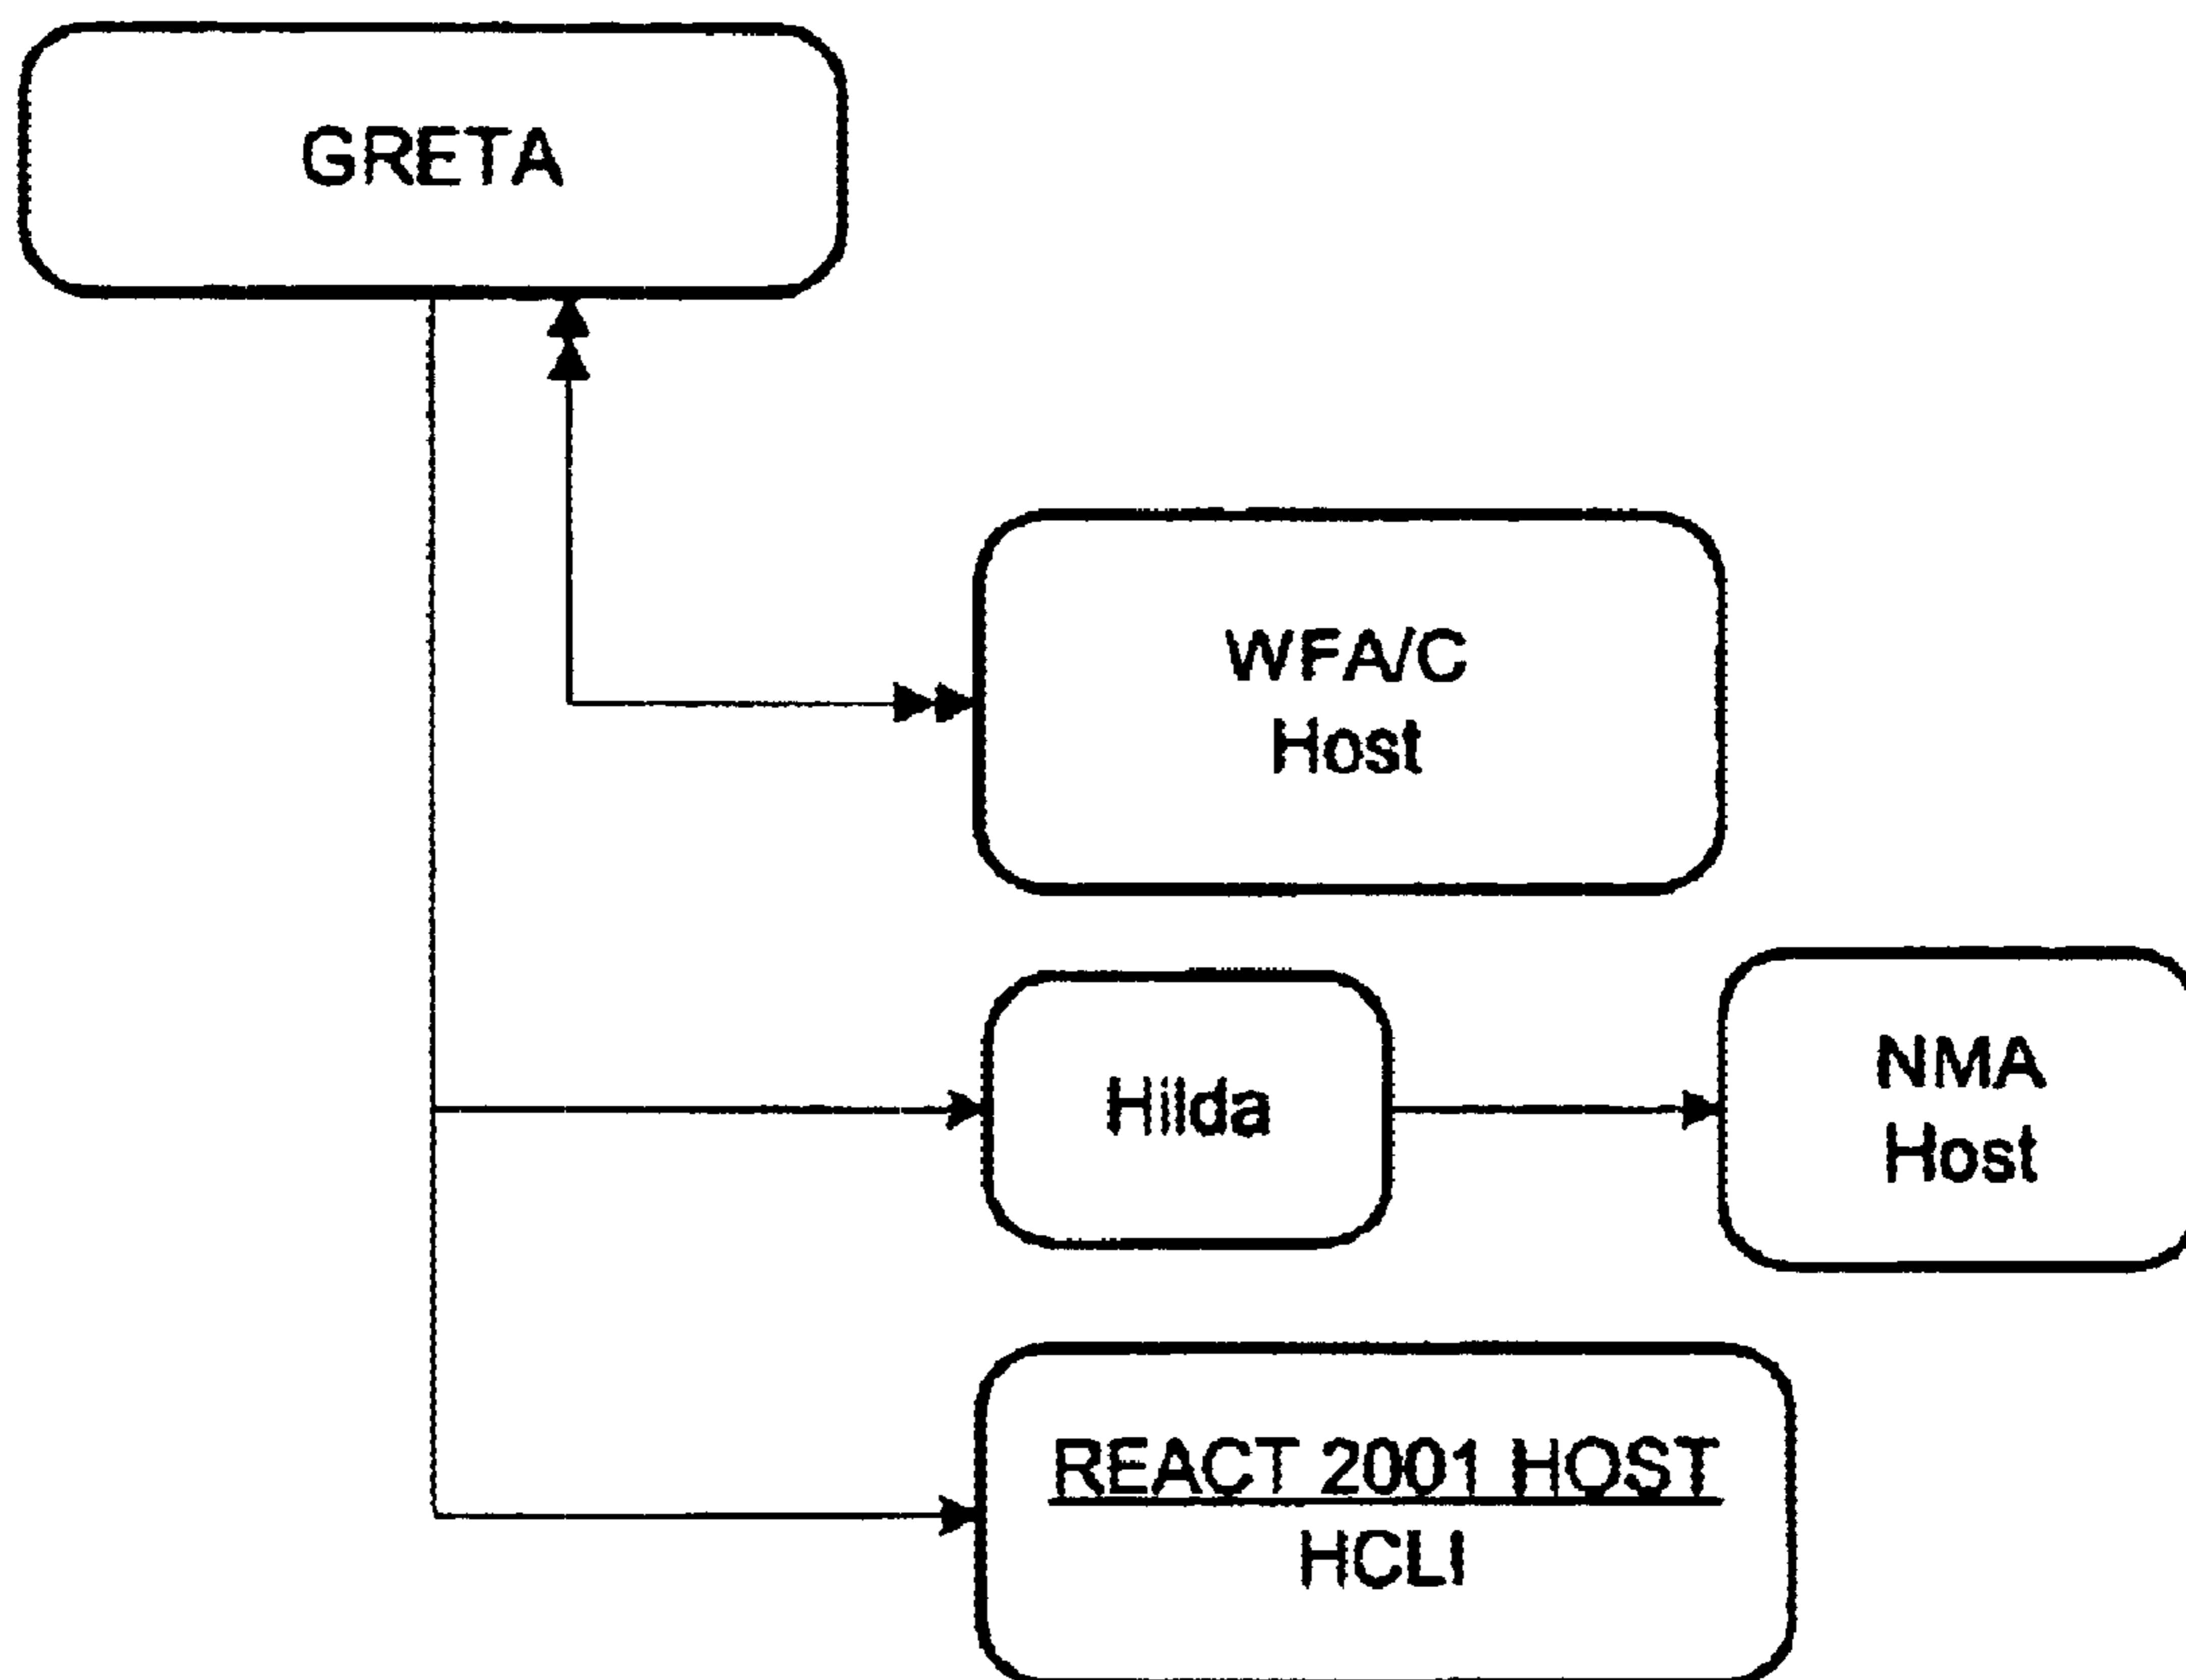 GRETA
WFA/C
Host
Hilda
NMA
Host
REACT 2001 HOST
HCLI